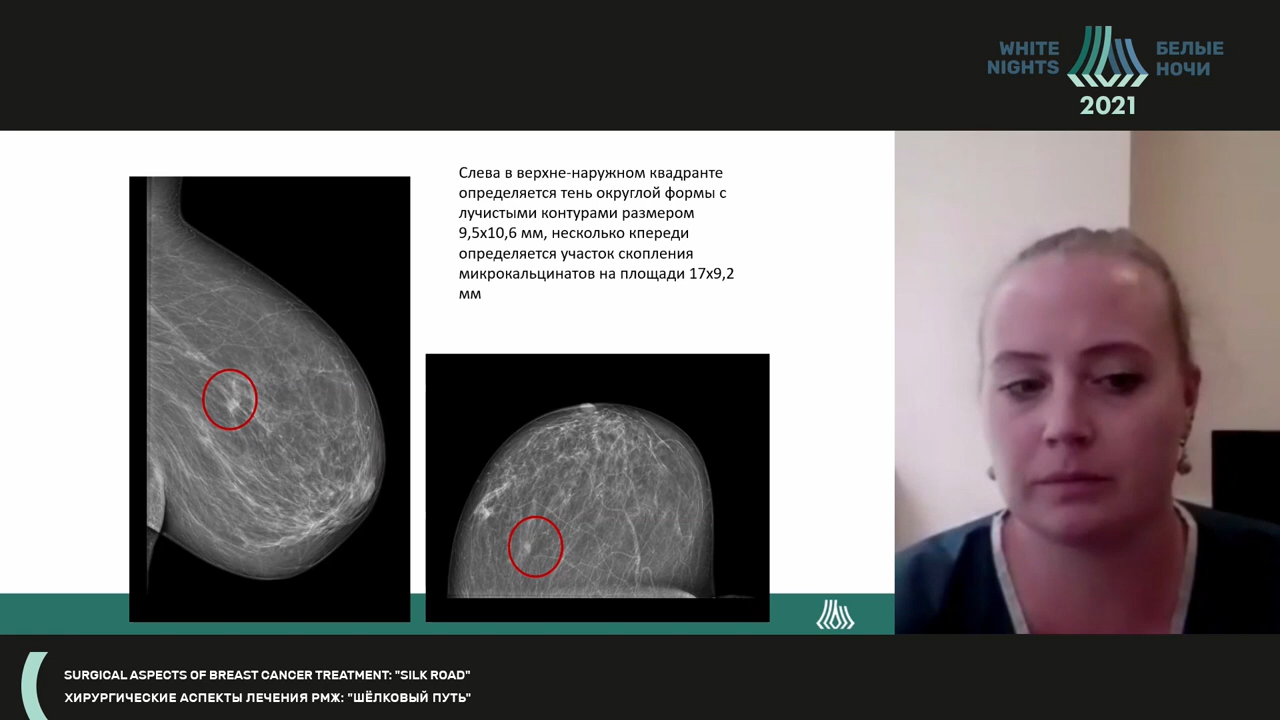 WHITE
NIGHTS
БЕЛЫЕ
НОЧИ
2021
Слева в верхне-наружном квадранте
определяется тень округлой формы с
лучистыми контурами размером
9,5х10,6 мм, несколько кпереди
определяется участок скопления
микрокальцинатов на площади 17х9,2
мм
SURGICAL ASPECTS OF BREAST CANCER TREATMENT: "SILK ROAD"
ХИРУРГИЧЕСКИЕ АСПЕКТЫ ЛЕЧЕНИЯ РМЖ: "ШЁЛКОВЫЙ ПУТЬ"